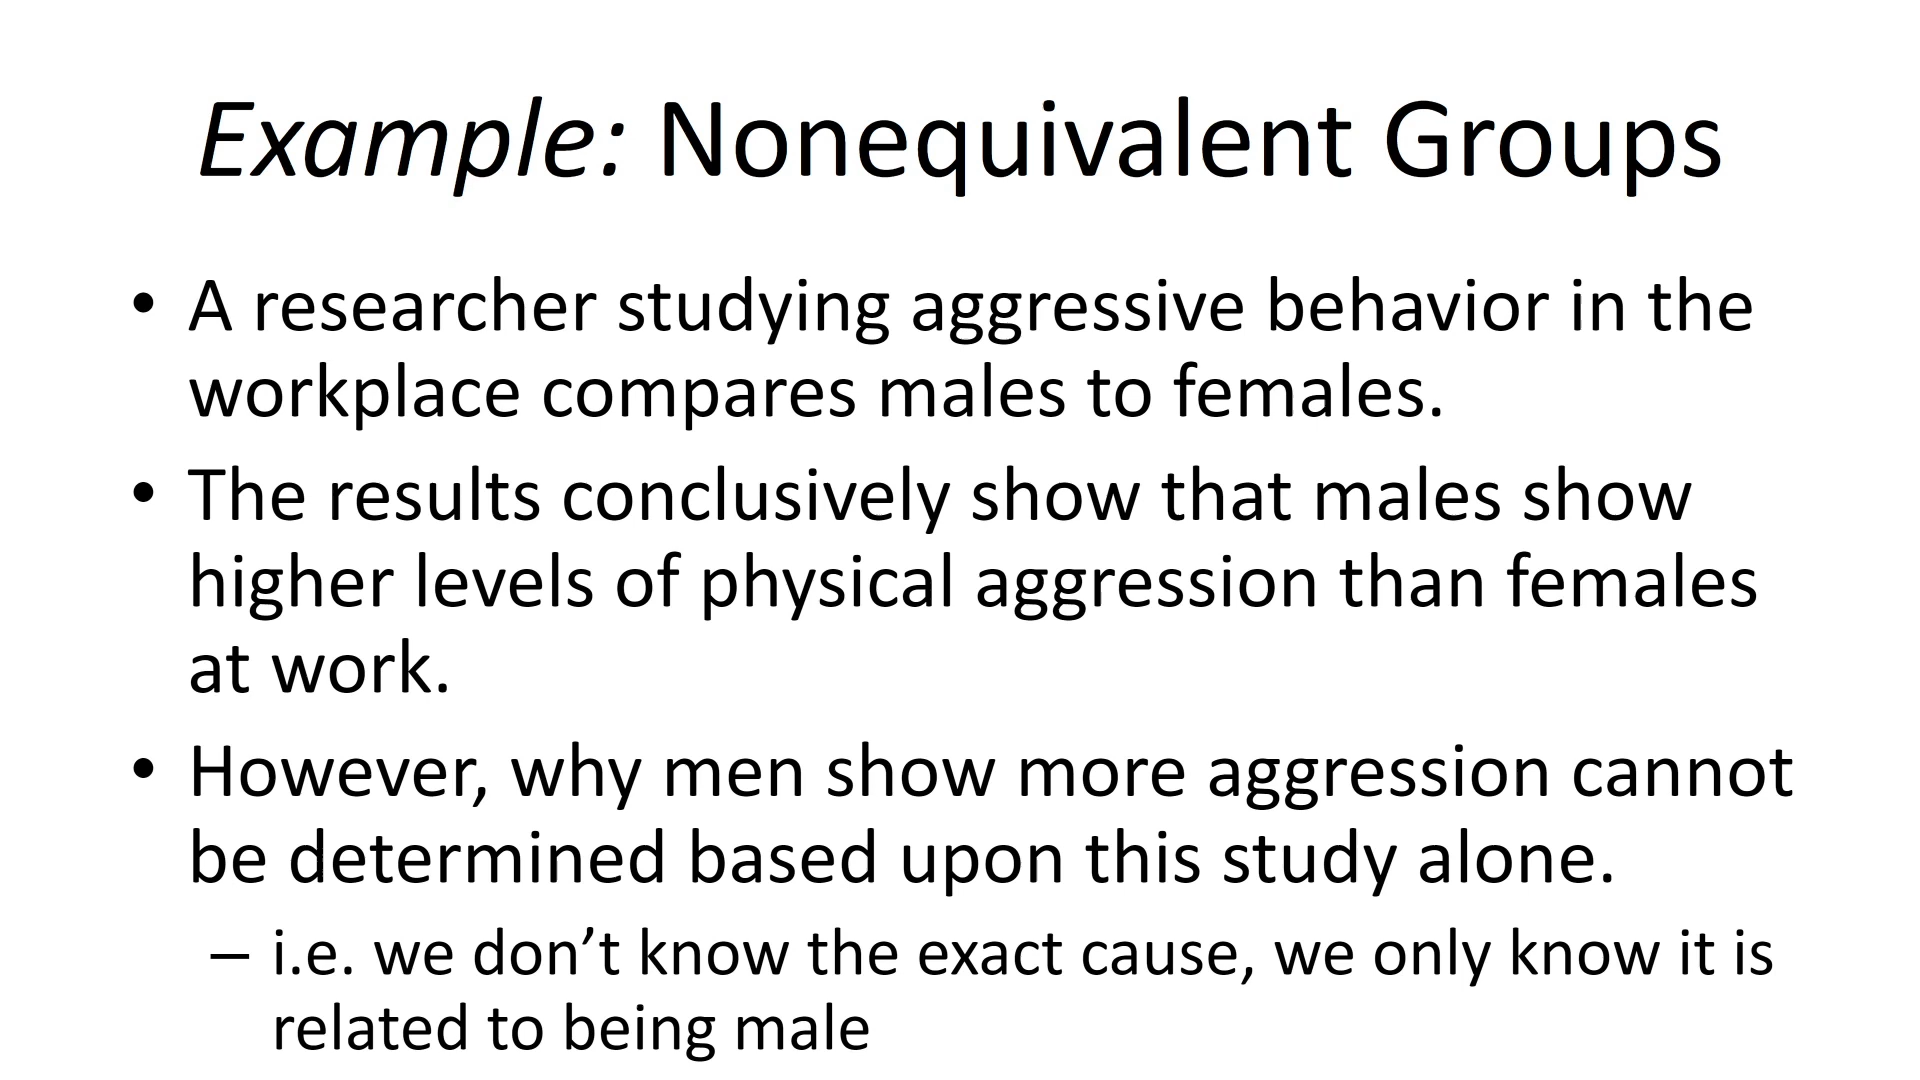 Example: Nonequivalent Groups
• A researcher studying aggressive behavior in the
workplace compares males to females.
• The results conclusively show that males show
higher levels of physical aggression than females
at work.
• However, why men show more aggression cannot
be determined based upon this study alone.
– i.e. we don’t know the exact cause, we only know it is
related to being male